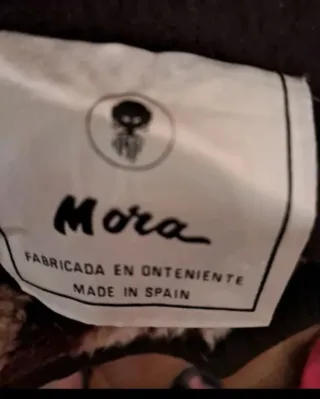 Mora
FABRICADA EN ONTENIENTE
MADE IN SPAIN